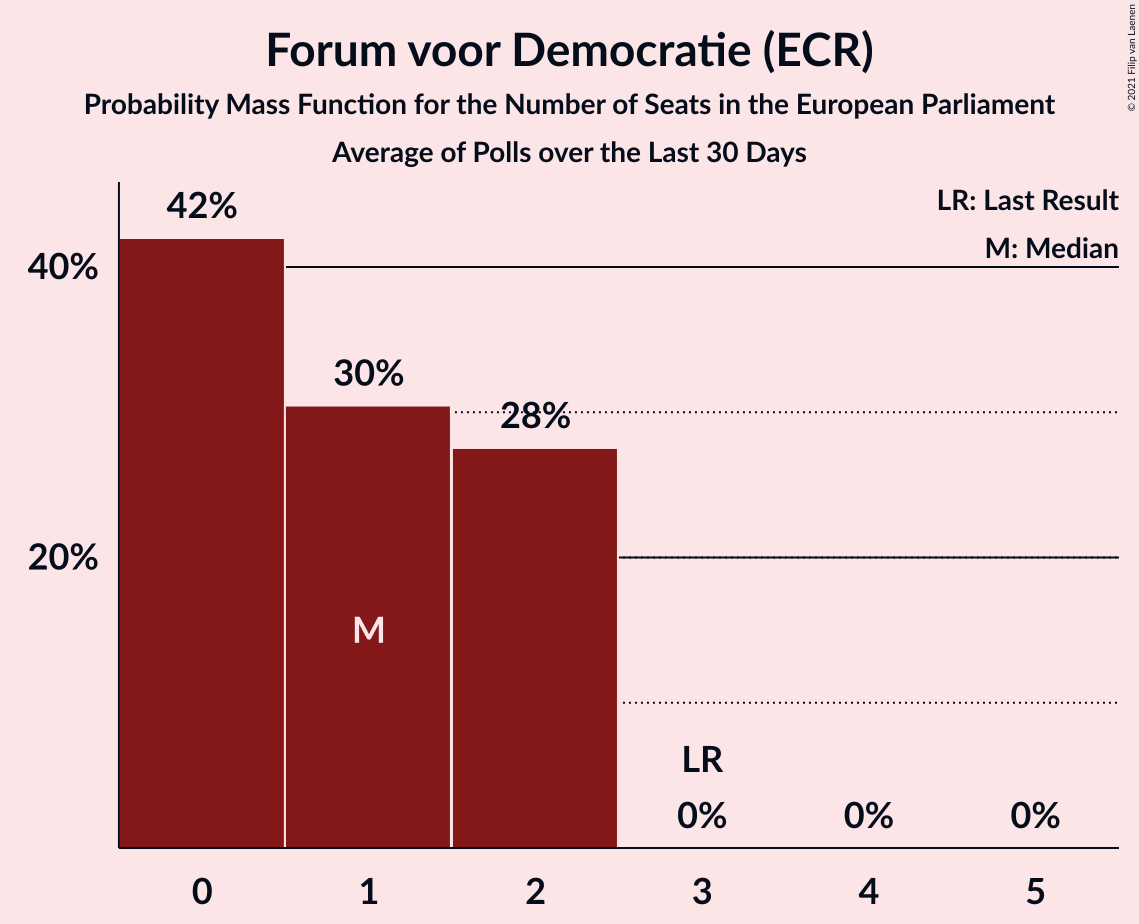 Forum voor Democratie (ECR)
Probability Mass Function for the Number of Seats in the European Parliament
Average of Polls over the Last 30 Days
© 2021 Filip van Laenen
LR: Last Result
M: Median
42%
40%
30%
28%
20%
M
LR
0% 0% 0%
0 1 2 3 4 5